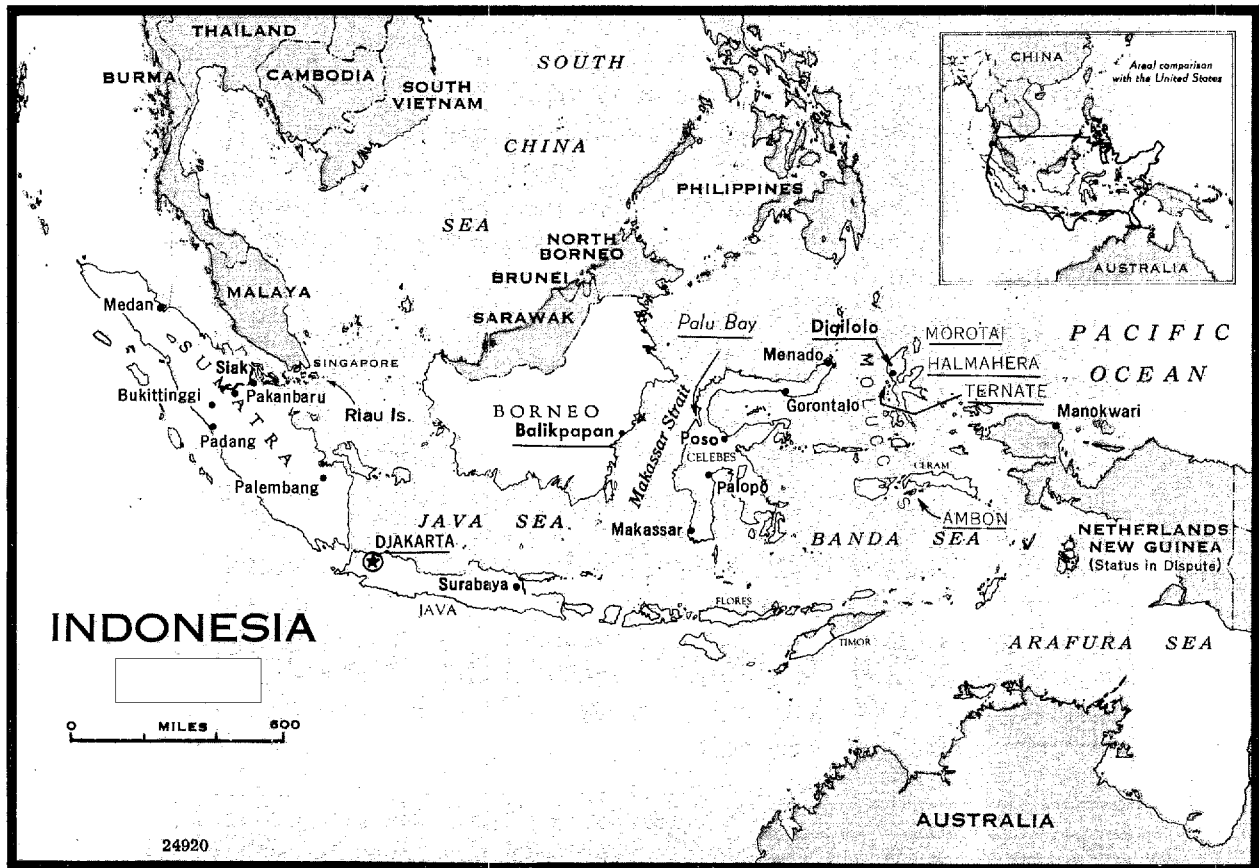 THAILAND
BURMA
CAMBODIA
SOUTH
VIETNAM
SOUTH
CHINA
SEA
PHILIPPINES
CHINA
Areal comparison
with the United States
AUSTRALIA
NORTH
BORNEO
BRUNEI
SARAWAK
MALAYA
Medan
SUMATRA
SINGAPORE
Siak
Pakanbaru
Bukittinggi
Riau Is.
Padang
Palembang
BORNEO
Balikpapan
Makassar Strait
Palu Bay
Djailolo
MOROTAI
HALMAHERA
TERNATE
Menado
Gorontalo
MOLUCCAS
PACIFIC
OCEAN
Manokwari
Poso
CELEBES
Palopo
CERAM
AMBON
Makassar
JAVA SEA
BANDA SEA
NETHERLANDS
NEW GUINEA
(Status in Dispute)
DJAKARTA
Surabaya
JAVA
FLORES
TIMOR
ARAFURA SEA
INDONESIA
0 MILES 600
AUSTRALIA
24920